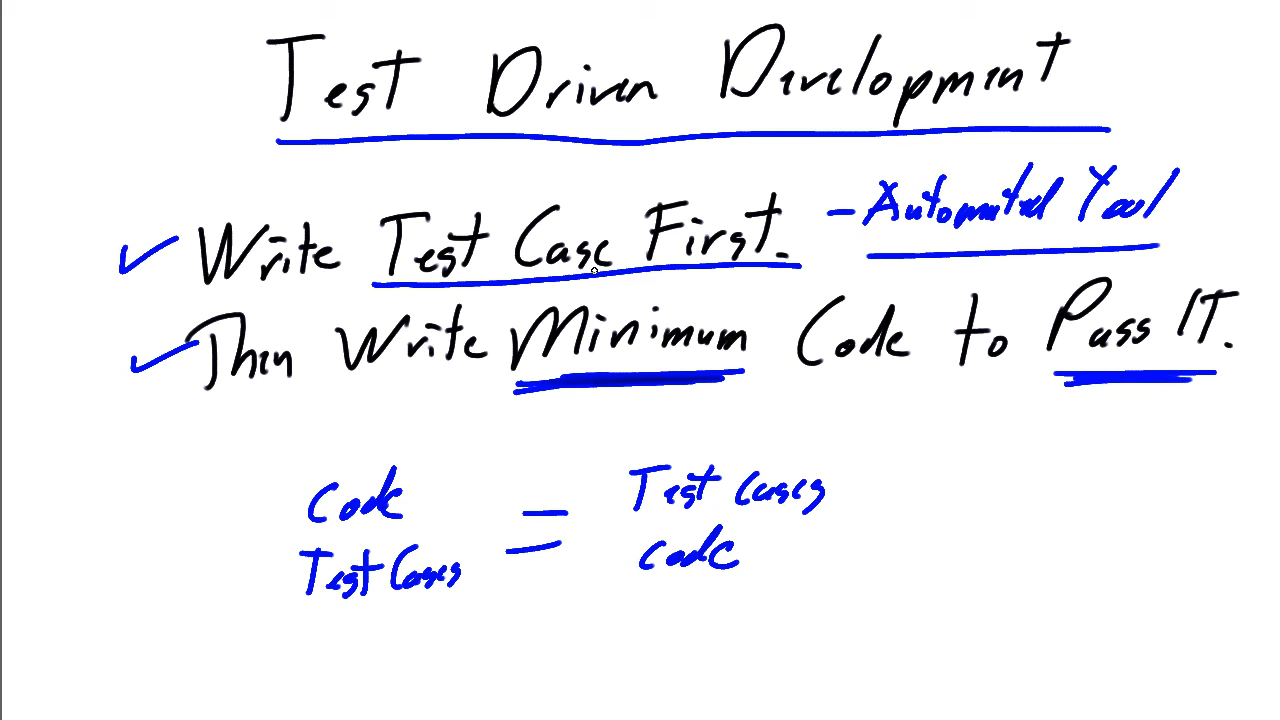 Test Driven Development
Write Test Case First. - Automated Tool
Then Write Minimum Code to Pass IT.
Code = Test Cases
Test Cases code